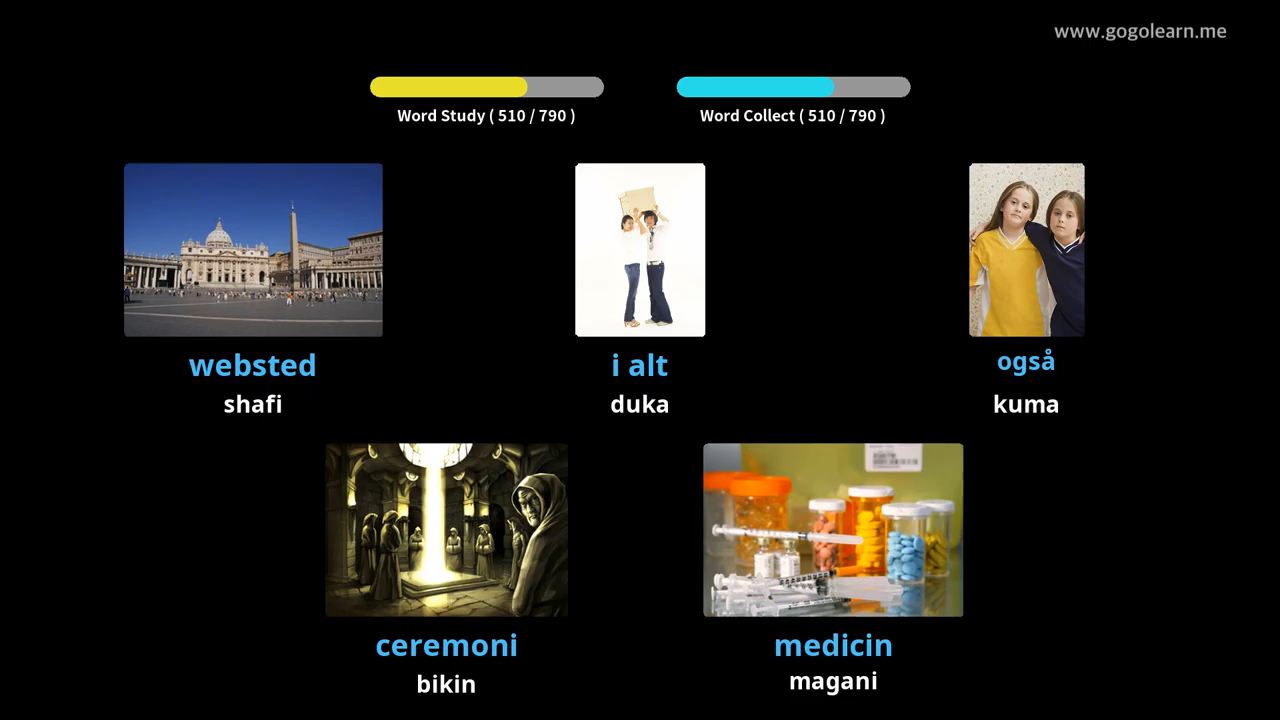 www.gogolearn.me
Word Study ( 510 / 790 )
Word Collect ( 510 / 790 )
websted
shafi
i alt
duka
også
kuma
ceremoni
bikin
medicin
magani